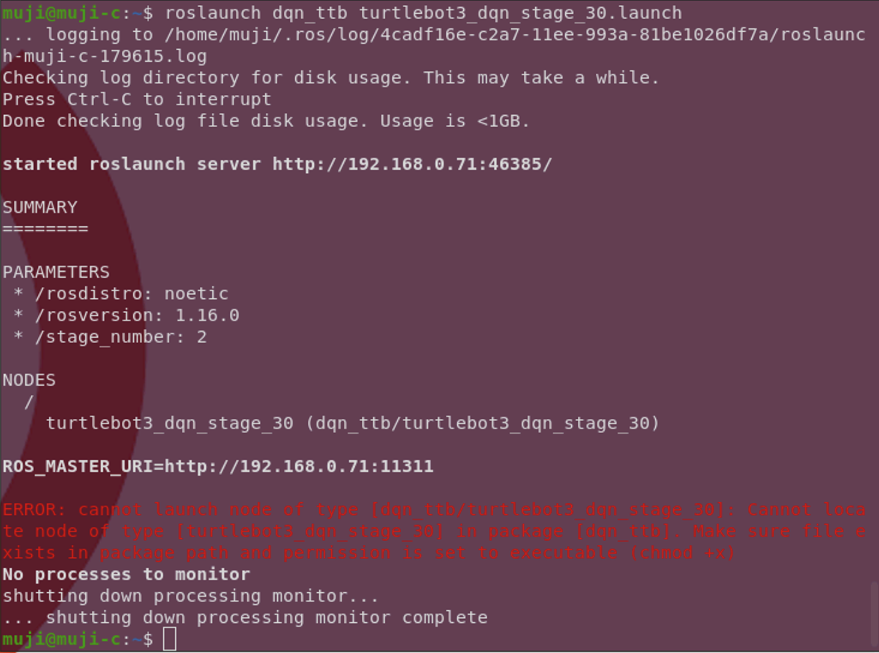 muji@muji-c:~$ roslaunch dqn_ttb turtlebot3_dqn_stage_30.launch
... logging to /home/muji/.ros/log/4cadf16e-c2a7-11ee-993a-81be1026df7a/roslaunc
h-muji-c-179615.log
Checking log directory for disk usage. This may take a while.
Press Ctrl-C to interrupt
Done checking log file disk usage. Usage is <1GB.
started roslaunch server http://192.168.0.71:46385/
SUMMARY
========
PARAMETERS
 * /rosdistro: noetic
 * /rosversion: 1.16.0
 * /stage_number: 2
NODES
  /
    turtlebot3_dqn_stage_30 (dqn_ttb/turtlebot3_dqn_stage_30)
ROS_MASTER_URI=http://192.168.0.71:11311
ERROR: cannot launch node of type [dqn_ttb/turtlebot3_dqn_stage_30]: Cannot loca
te node of type [turtlebot3_dqn_stage_30] in package [dqn_ttb]. Make sure file e
xists in package path and permission is set to executable (chmod +x)
No processes to monitor
shutting down processing monitor...
... shutting down processing monitor complete
muji@muji-c:~$